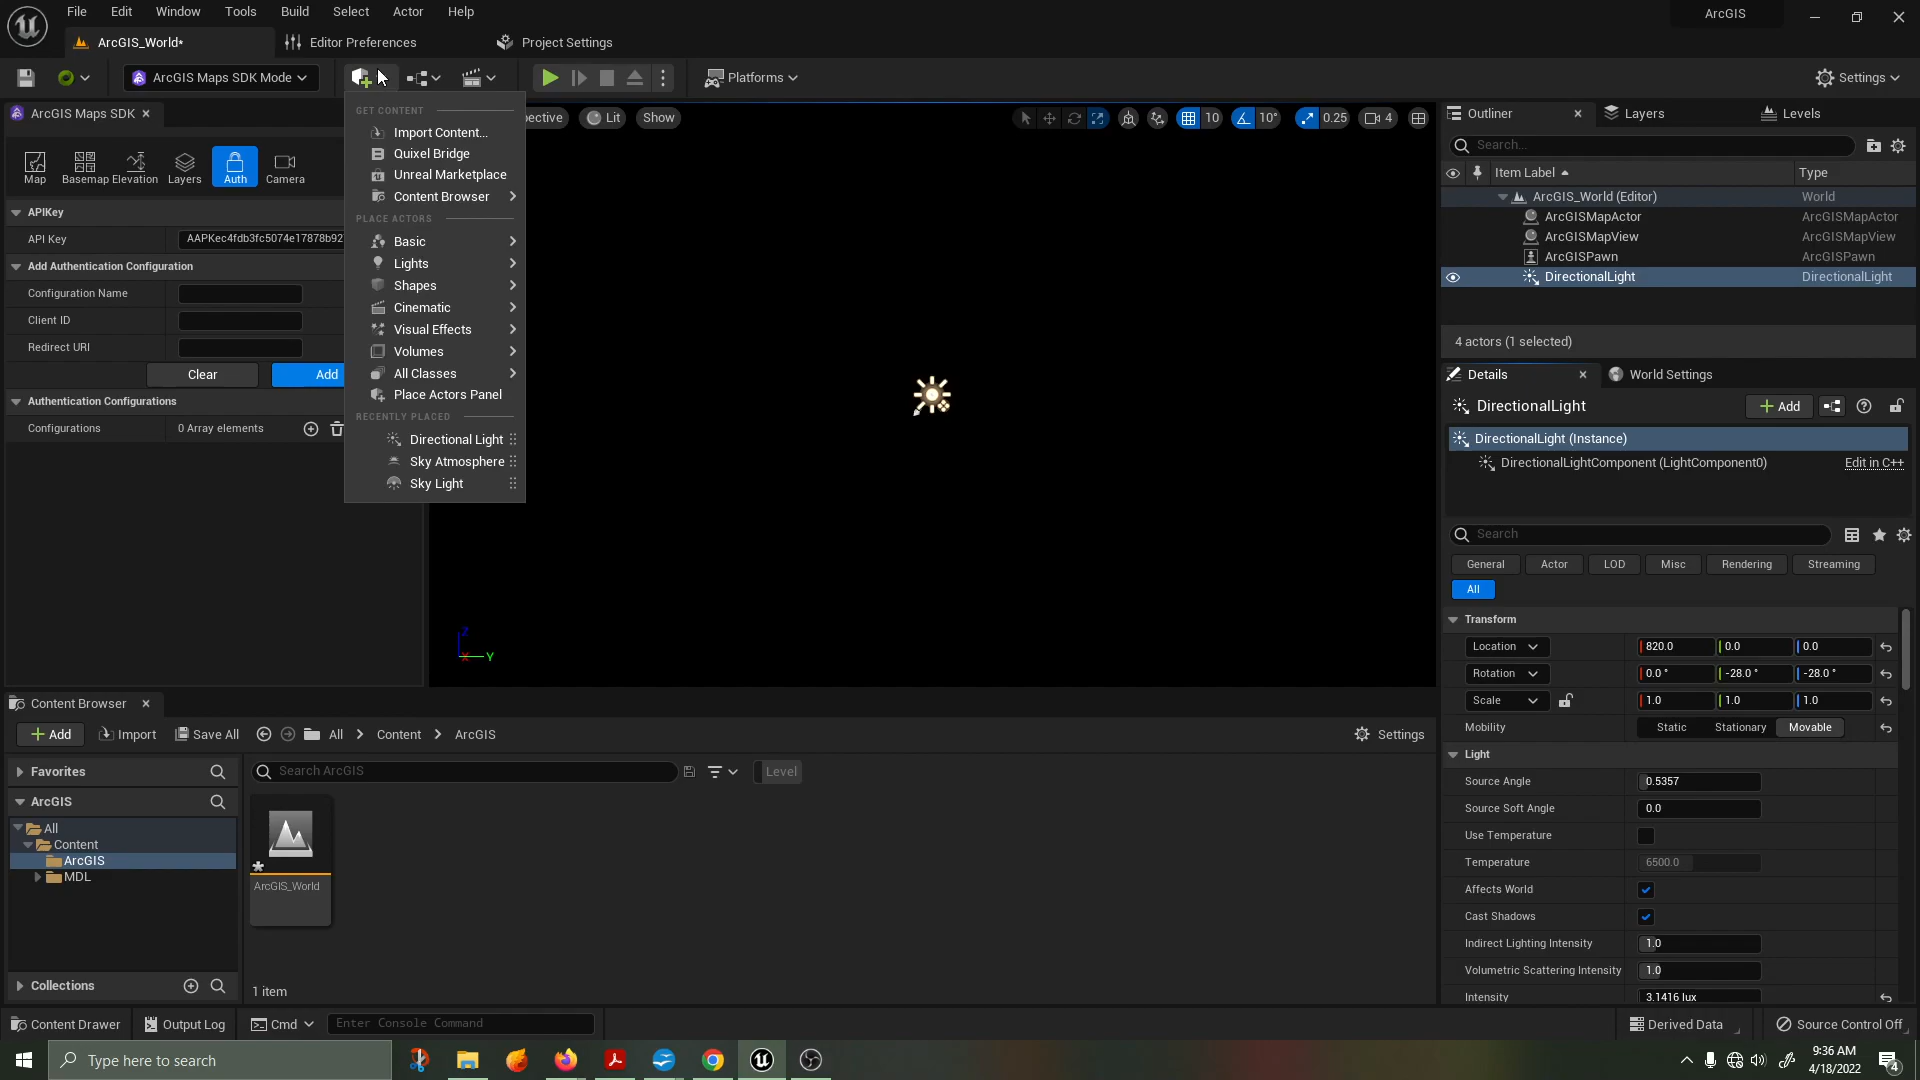 File Edit Window Tools Build Select Actor Help
ArcGIS
ArcGIS_World*
Editor Preferences
Project Settings
ArcGIS Maps SDK Mode
Platforms
Settings
ArcGIS Maps SDK
Map Basemap Elevation Layers Auth Camera
APIKey
API Key AAPKec4fdb3fc5074e17878b92
Add Authentication Configuration
Configuration Name
Client ID
Redirect URI
Clear Add
Authentication Configurations
Configurations 0 Array elements
GET CONTENT
Import Content...
Quixel Bridge
Unreal Marketplace
Content Browser
PLACE ACTORS
Basic
Lights
Shapes
Cinematic
Visual Effects
Volumes
All Classes
Place Actors Panel
RECENTLY PLACED
Directional Light
Sky Atmosphere
Sky Light
pective Lit Show
10 10° 0.25 4
Z
X Y
Outliner Layers Levels
Search...
Item Label Type
ArcGIS_World (Editor) World
ArcGISMapActor ArcGISMapActor
ArcGISMapView ArcGISMapView
ArcGISPawn ArcGISPawn
DirectionalLight DirectionalLight
4 actors (1 selected)
Details World Settings
DirectionalLight Add
DirectionalLight (Instance)
DirectionalLightComponent (LightComponent0) Edit in C++
Search
General Actor LOD Misc Rendering Streaming
All
Transform
Location 820.0 0.0 0.0
Rotation 0.0 ° -28.0 ° -28.0 °
Scale 1.0 1.0 1.0
Mobility Static Stationary Movable
Light
Source Angle 0.5357
Source Soft Angle 0.0
Use Temperature
Temperature 6500.0
Affects World
Cast Shadows
Indirect Lighting Intensity 1.0
Volumetric Scattering Intensity 1.0
Intensity 3.1416 lux
Content Browser
Add Import Save All All Content ArcGIS Settings
Favorites
Search ArcGIS
Level
ArcGIS
All
Content
ArcGIS
MDL
ArcGIS_World
Collections
1 item
Content Drawer Output Log Cmd Enter Console Command
Derived Data Source Control Off
Type here to search
9:36 AM
4/18/2022
4